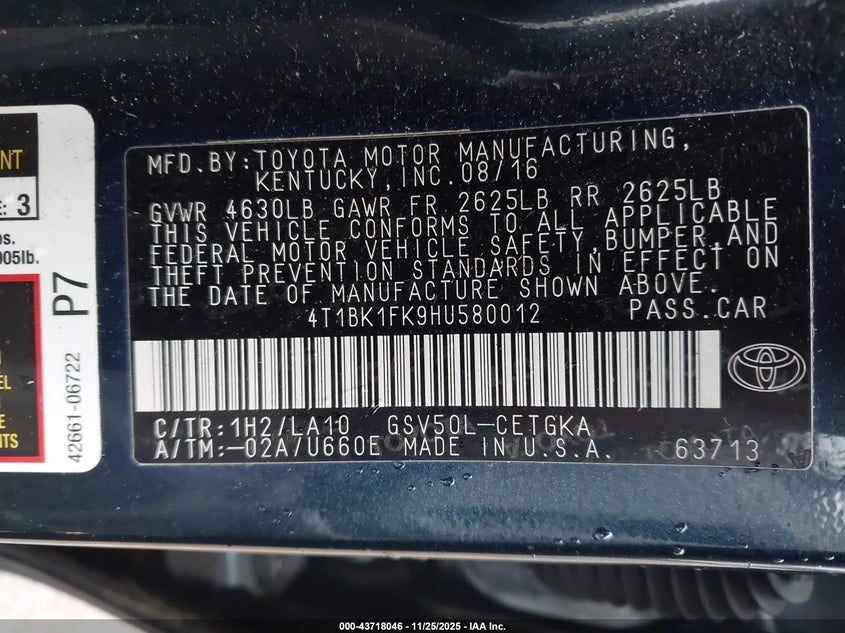 MFD.BY:TOYOTA MOTOR MANUFACTURING,
KENTUCKY,INC.08/16
GVWR 4630LB GAWR FR 2625LB RR 2625LB
THIS VEHICLE CONFORMS TO ALL APPLICABLE
FEDERAL MOTOR VEHICLE SAFETY,BUMPER,AND
THEFT PREVENTION STANDARDS IN EFFECT ON
THE DATE OF MANUFACTURE SHOWN ABOVE.
4T1BK1FK9HU580012 PASS.CAR
C/TR:1H2/LA10 GSV50L-CETGKA
A/TM:-02A/U660E MADE IN U.S.A. 63713
: 3
905lb.
P7
42661-06722
000-43718046 — 11/25/2025 — IAA Inc.